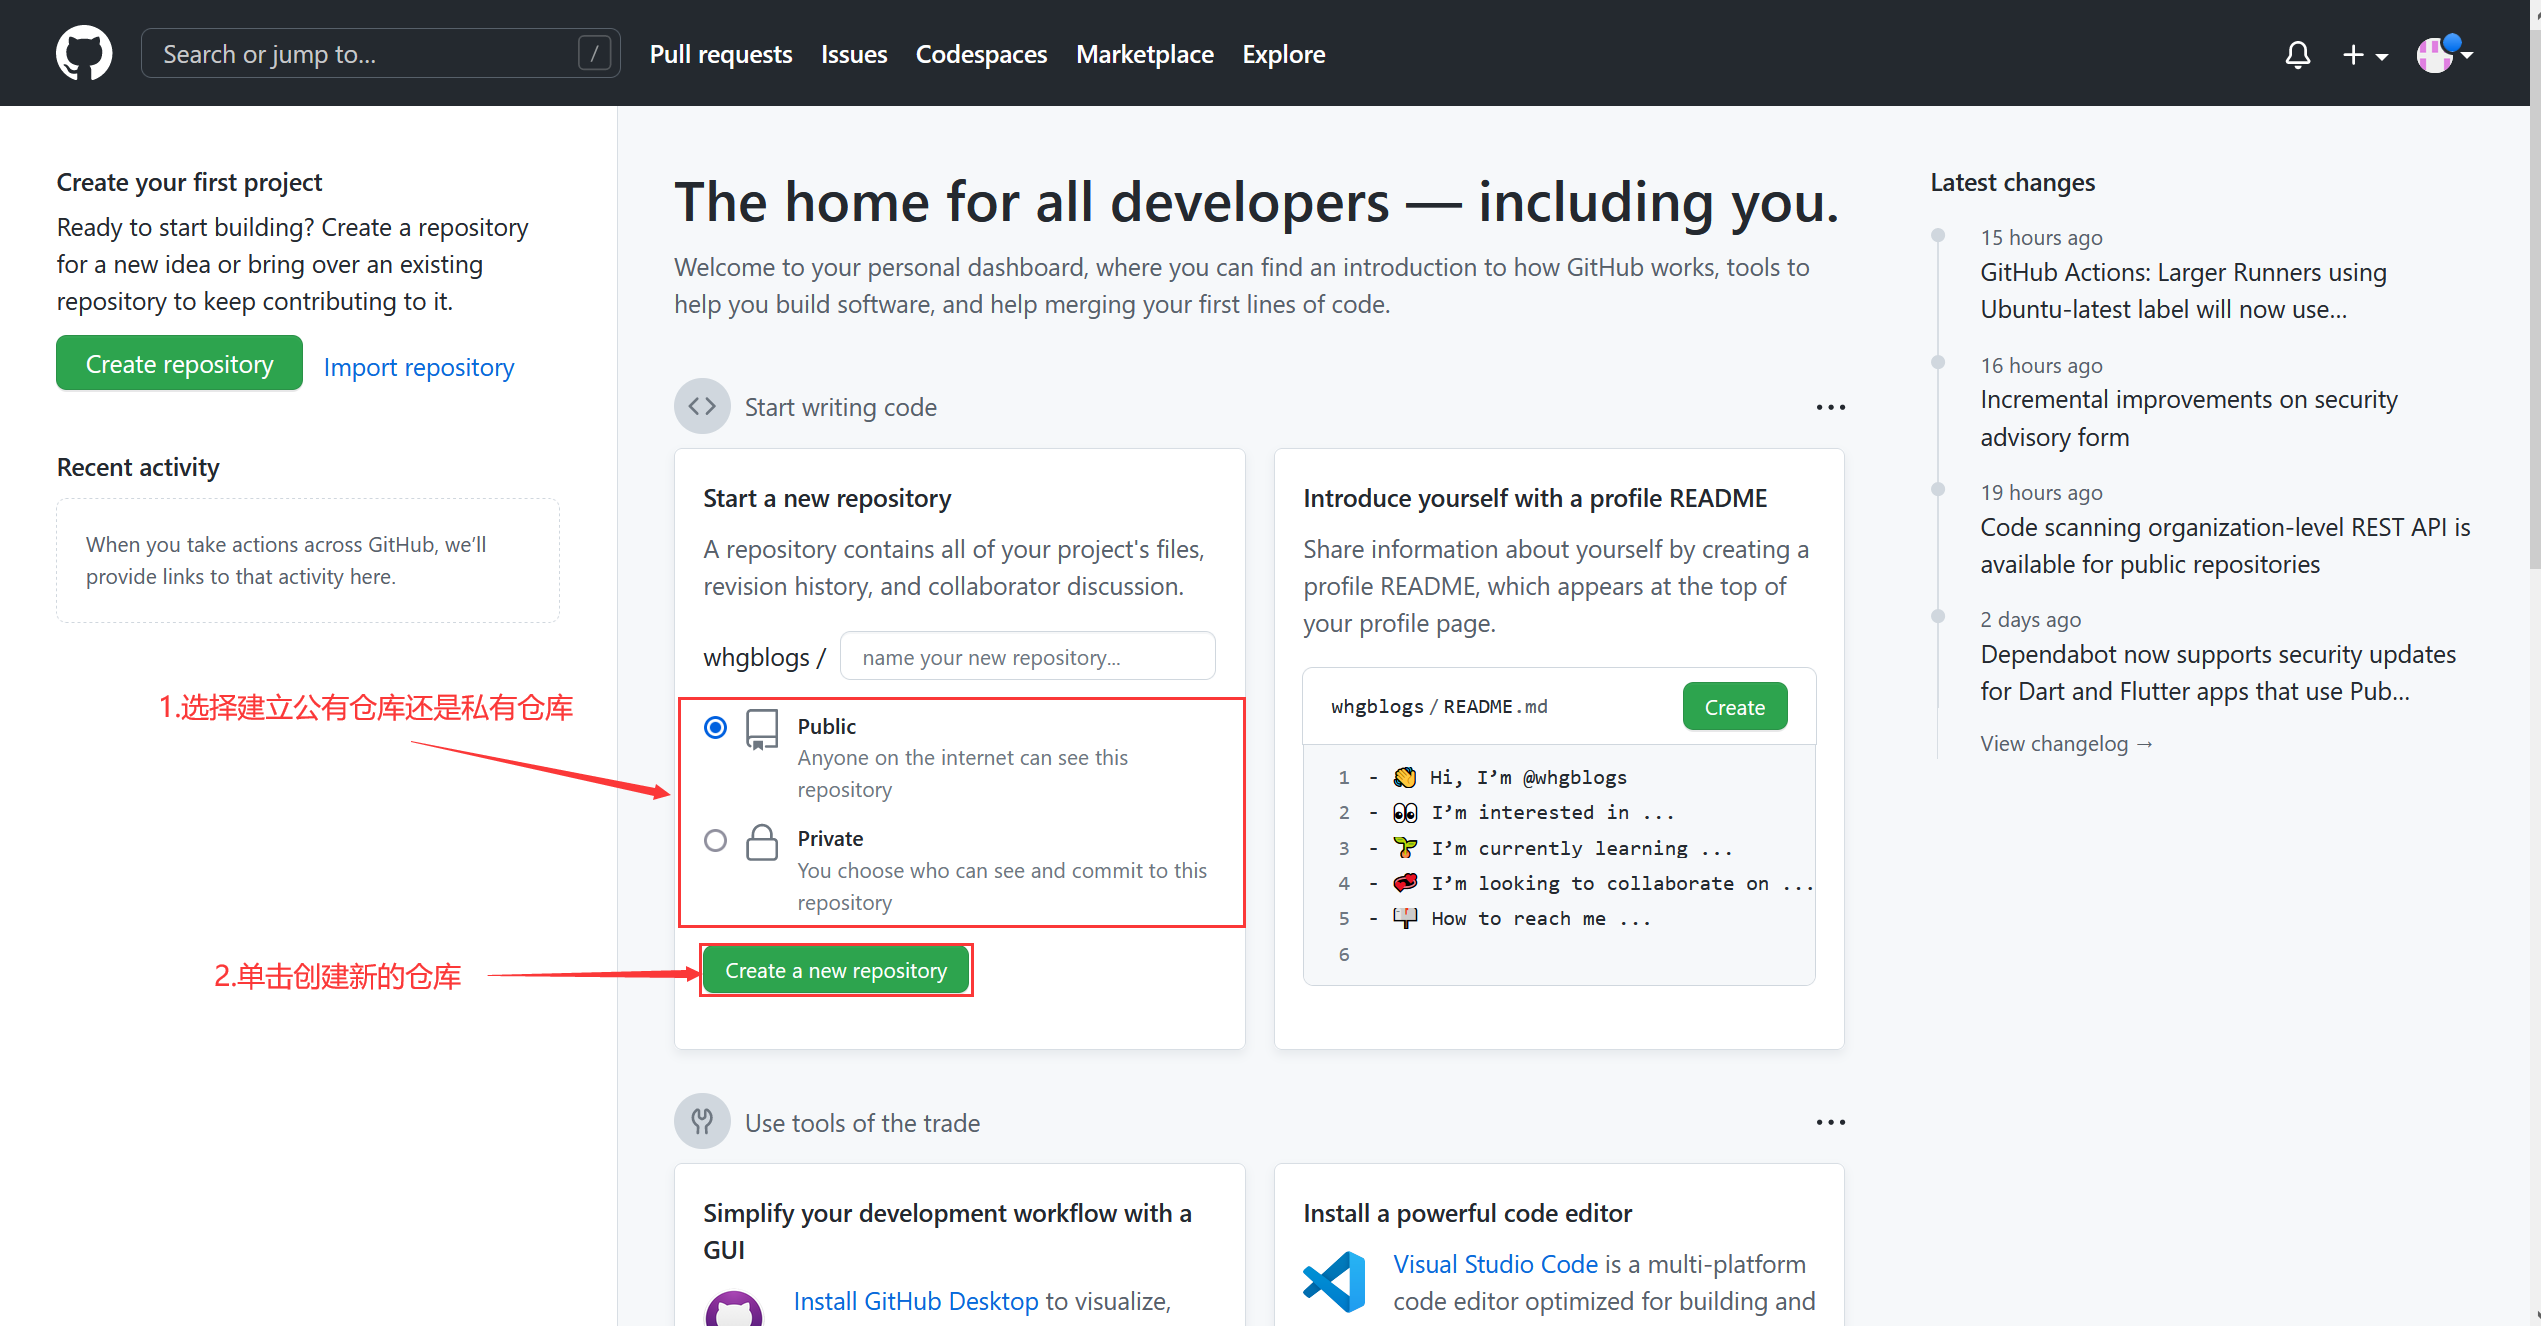 Search or jump to...
/
Pull requests
Issues
Codespaces
Marketplace
Explore
Create your first project
Ready to start building? Create a repository
for a new idea or bring over an existing
repository to keep contributing to it.
Create repository
Import repository
Recent activity
When you take actions across GitHub, we’ll
provide links to that activity here.
1.选择建立公有仓库还是私有仓库
2.单击创建新的仓库
The home for all developers — including you.
Welcome to your personal dashboard, where you can find an introduction to how GitHub works, tools to
help you build software, and help merging your first lines of code.
Start writing code
Start a new repository
A repository contains all of your project's files,
revision history, and collaborator discussion.
whgblogs /
name your new repository...
Public
Anyone on the internet can see this
repository
Private
You choose who can see and commit to this
repository
Create a new repository
Introduce yourself with a profile README
Share information about yourself by creating a
profile README, which appears at the top of
your profile page.
whgblogs / README.md
Create
1 - 👋 Hi, I’m @whgblogs
2 - 👀 I’m interested in ...
3 - 🌱 I’m currently learning ...
4 - 💞️ I’m looking to collaborate on ...
5 - 📫 How to reach me ...
6
Use tools of the trade
Simplify your development workflow with a
GUI
Install GitHub Desktop to visualize,
Install a powerful code editor
Visual Studio Code is a multi-platform
code editor optimized for building and
Latest changes
15 hours ago
GitHub Actions: Larger Runners using
Ubuntu-latest label will now use...
16 hours ago
Incremental improvements on security
advisory form
19 hours ago
Code scanning organization-level REST API is
available for public repositories
2 days ago
Dependabot now supports security updates
for Dart and Flutter apps that use Pub...
View changelog →